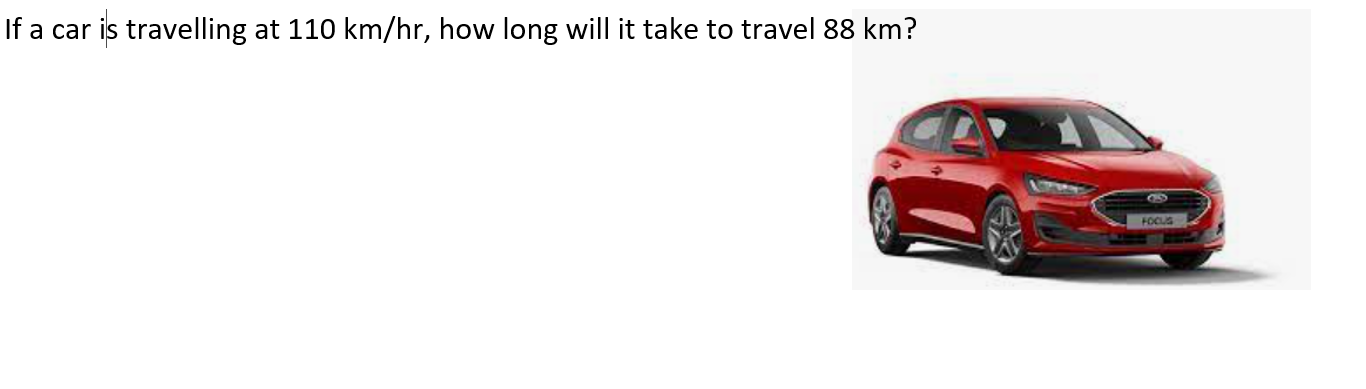 If a car is travelling at 110 km/hr, how long will it take to travel 88 km?
FOCUS